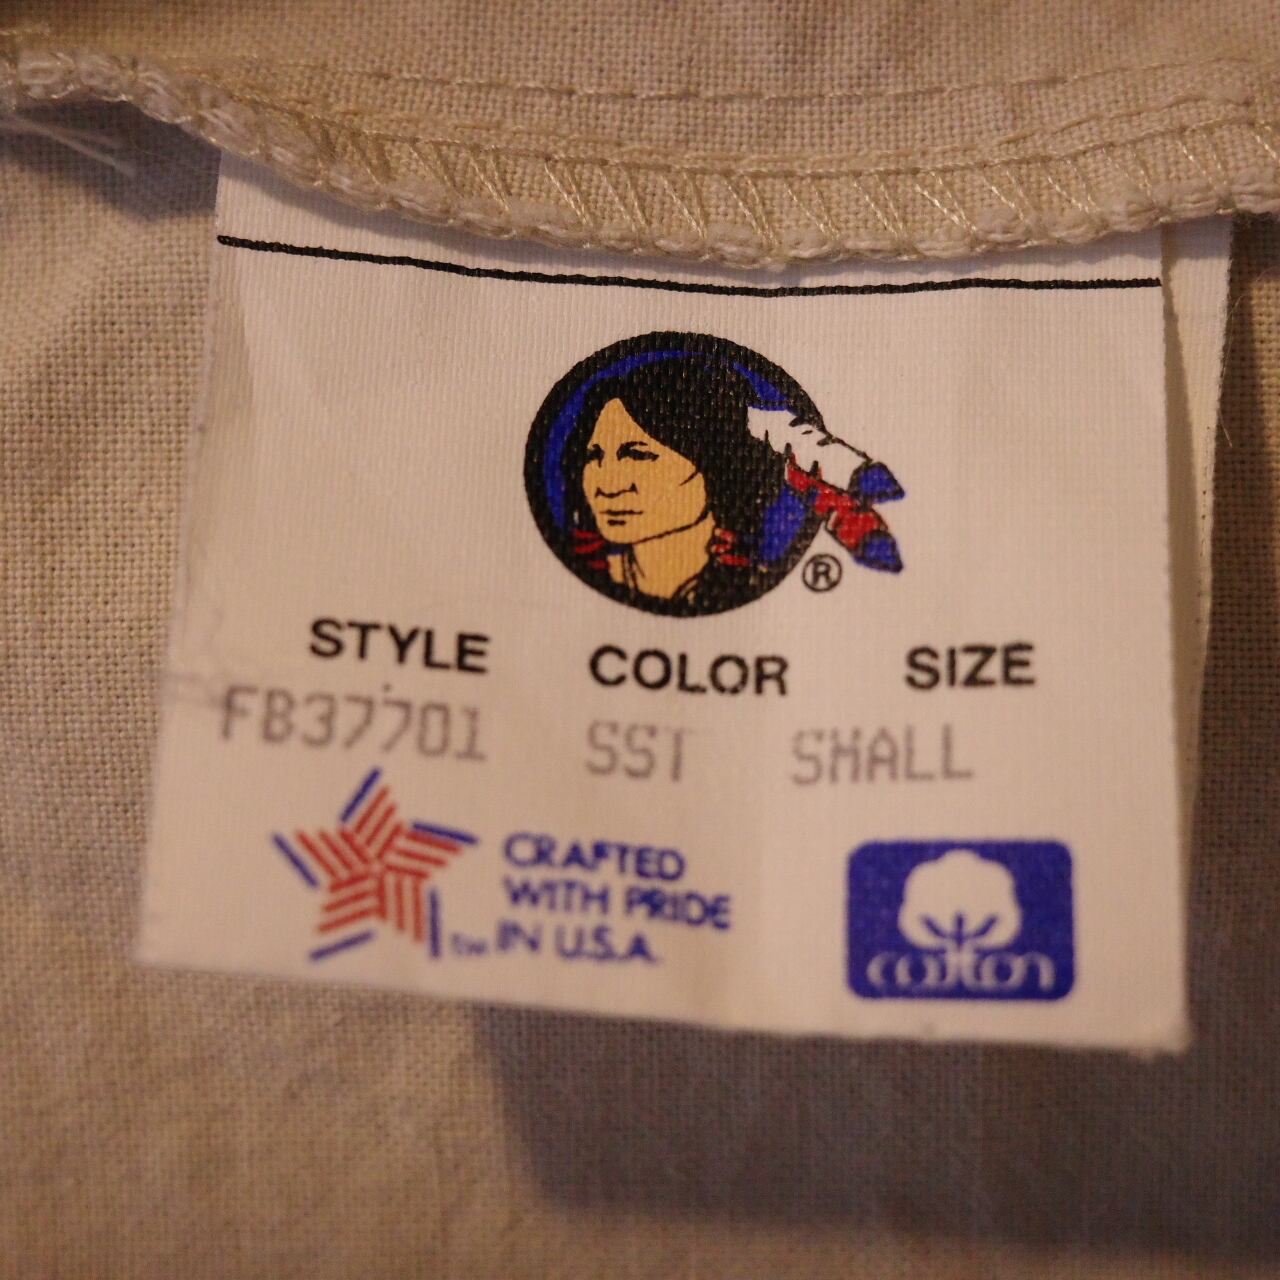 ®
STYLE COLOR SIZE
FB37701 SST SMALL
CRAFTED
WITH PRIDE
™ IN U.S.A.
cotton